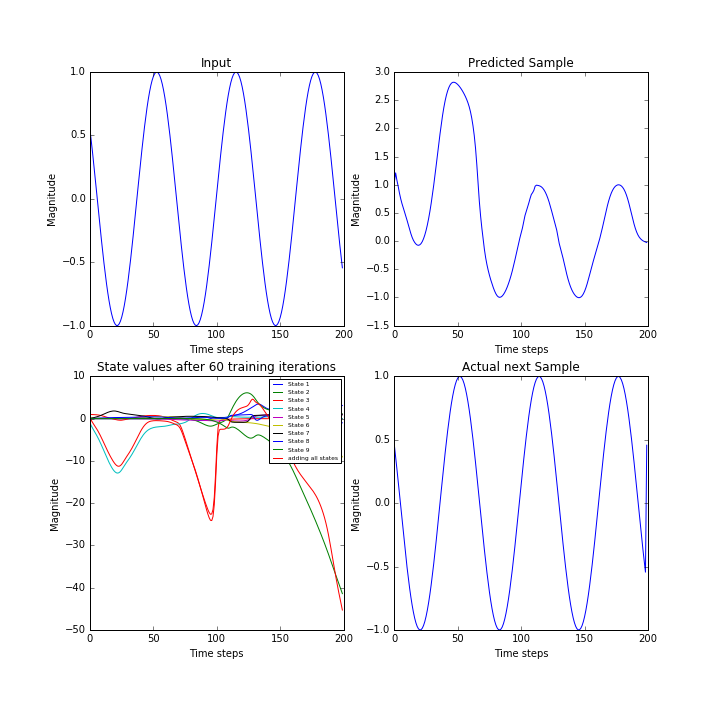 Input
1.0
0.5
0.0
−0.5
−1.0
Magnitude
0
50
100
150
200
Time steps
Predicted Sample
3.0
2.5
2.0
1.5
1.0
0.5
0.0
−0.5
−1.0
−1.5
Magnitude
0
50
100
150
200
Time steps
State values after 60 training iterations
10
0
−10
−20
−30
−40
−50
Magnitude
State 1
State 2
State 3
State 4
State 5
State 6
State 7
State 8
State 9
adding all states
0
50
100
150
200
Time steps
Actual next Sample
1.0
0.5
0.0
−0.5
−1.0
Magnitude
0
50
100
150
200
Time steps